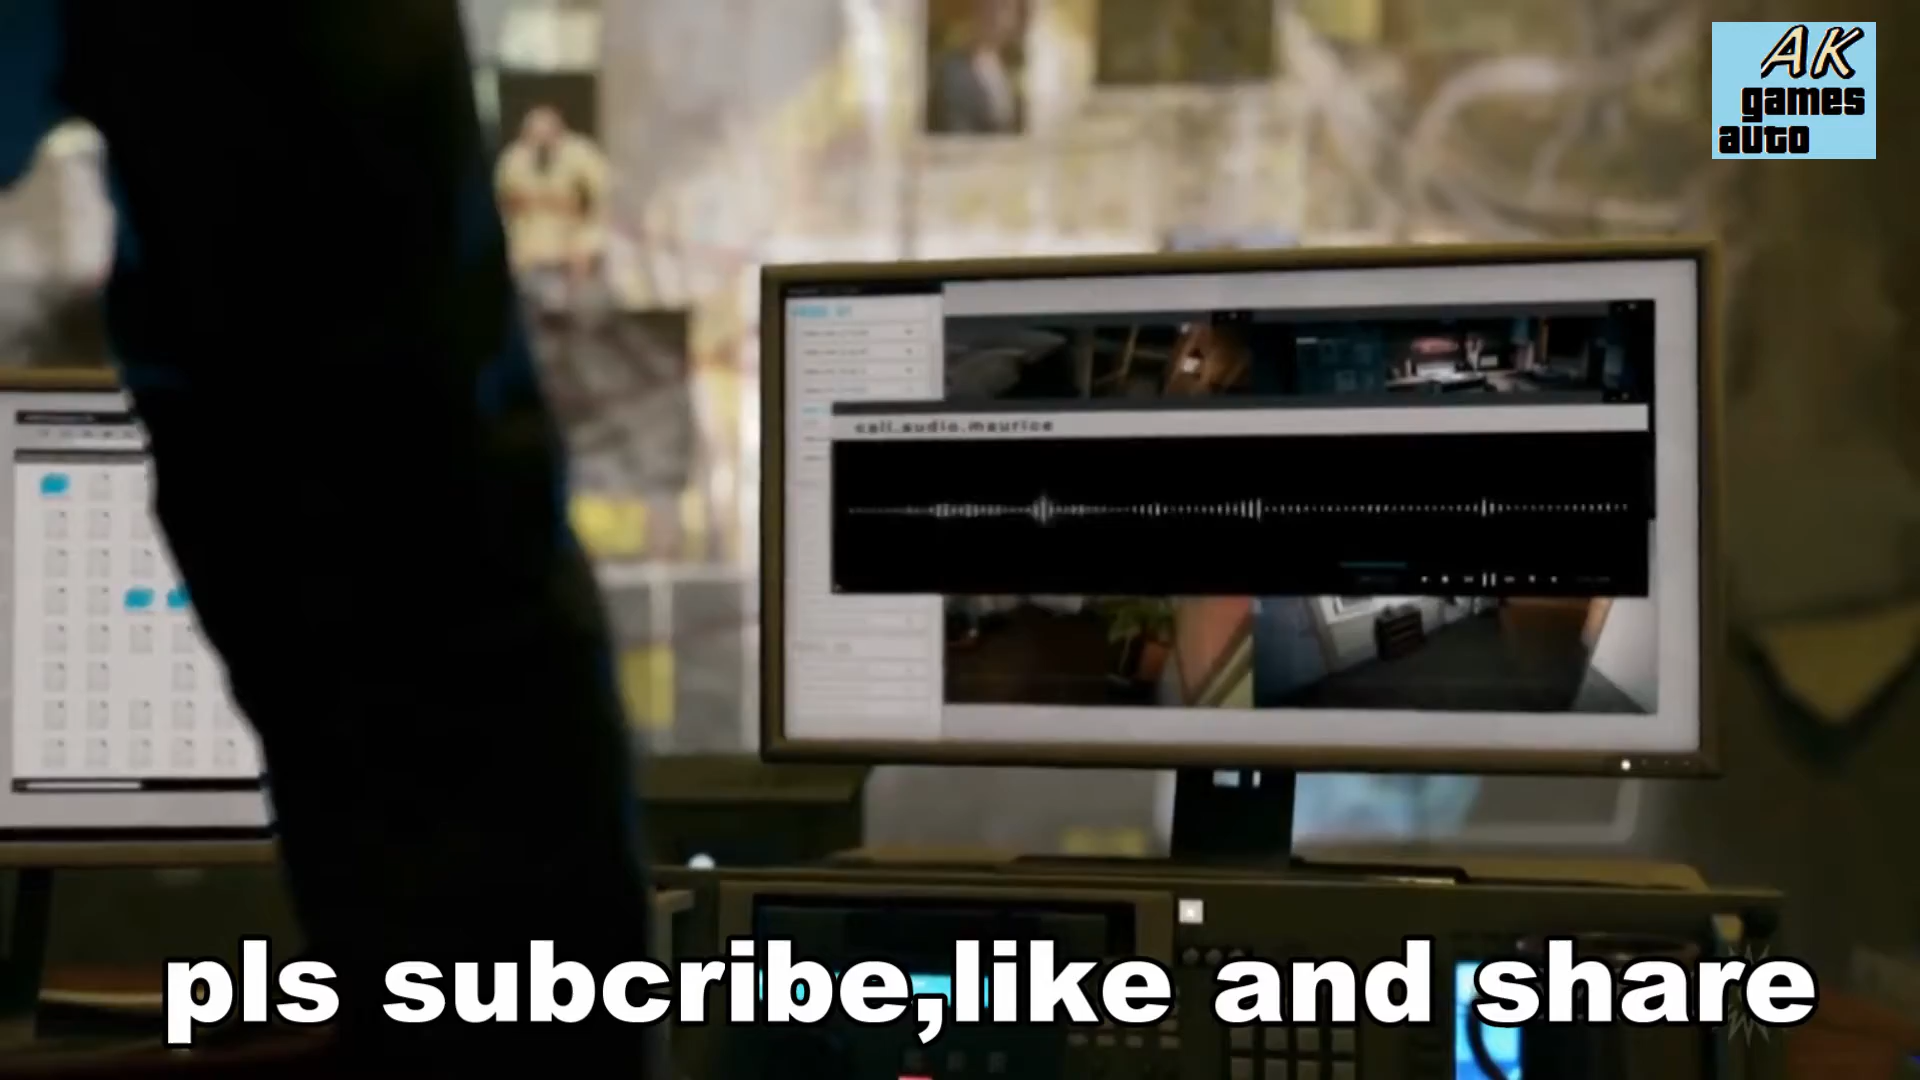 AK
games
auto
call.audio.maurice
pls subcribe,like and share